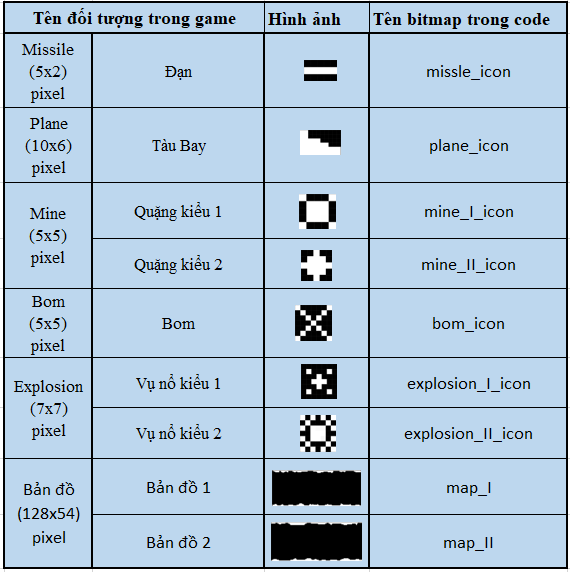 Tên đối tượng trong game
Hình ảnh
Tên bitmap trong code
Missile
(5x2)
pixel
Đạn
missle_icon
Plane
(10x6)
pixel
Tàu Bay
plane_icon
Mine
(5x5)
pixel
Quặng kiểu 1
mine_I_icon
Quặng kiểu 2
mine_II_icon
Bom
(5x5)
pixel
Bom
bom_icon
Explosion
(7x7)
pixel
Vụ nổ kiểu 1
explosion_I_icon
Vụ nổ kiểu 2
explosion_II_icon
Bản đồ
(128x54)
pixel
Bản đồ 1
map_I
Bản đồ 2
map_II